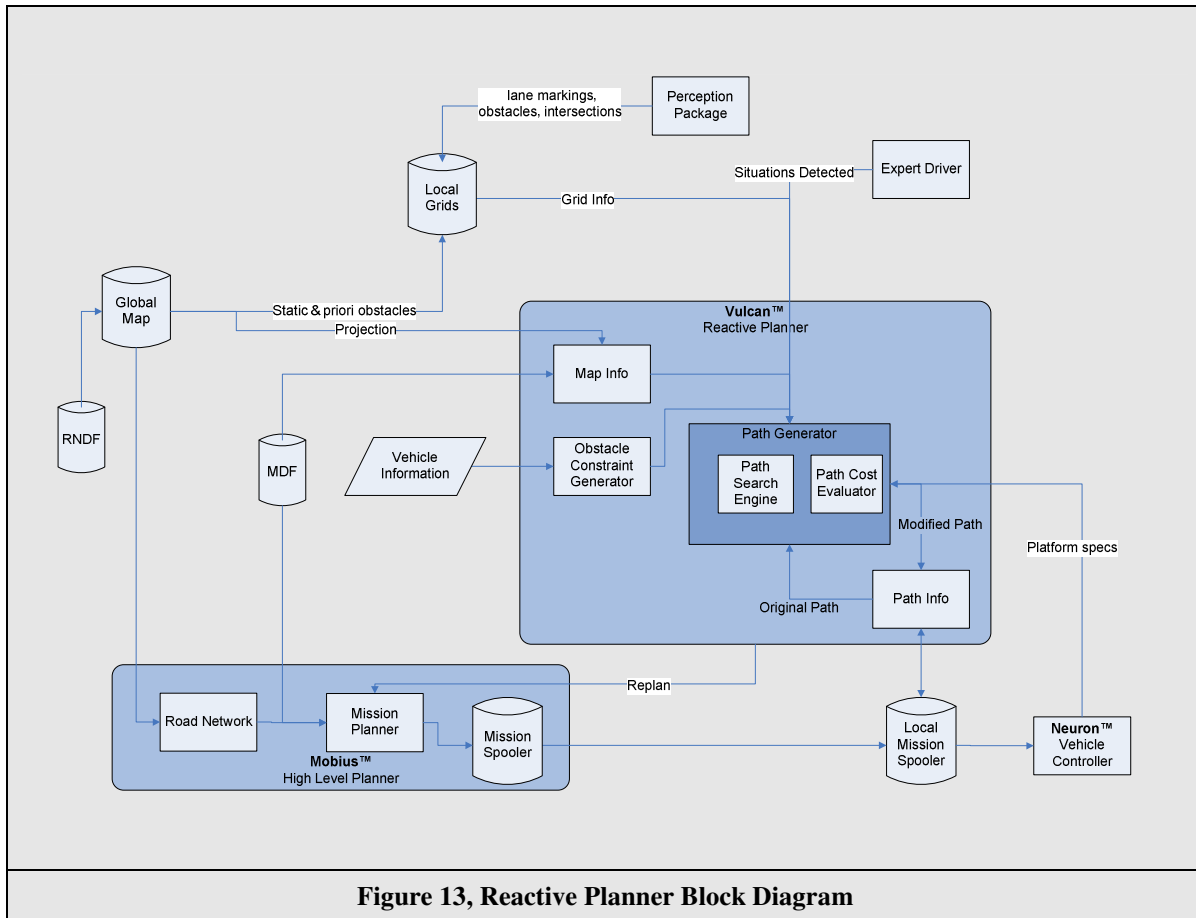 lane markings,
obstacles, intersections
Perception
Package
Situations Detected
Expert Driver
Local
Grids
Grid Info
Global
Map
Static & priori obstacles
Projection
Vulcan™
Reactive Planner
Map Info
RNDF
MDF
Vehicle
Information
Obstacle
Constraint
Generator
Path Generator
Path
Search
Engine
Path Cost
Evaluator
Modified Path
Platform specs
Original Path
Path Info
Replan
Road Network
Mission
Planner
Mission
Spooler
Mobius™
High Level Planner
Local
Mission
Spooler
Neuron™
Vehicle
Controller
Figure 13, Reactive Planner Block Diagram